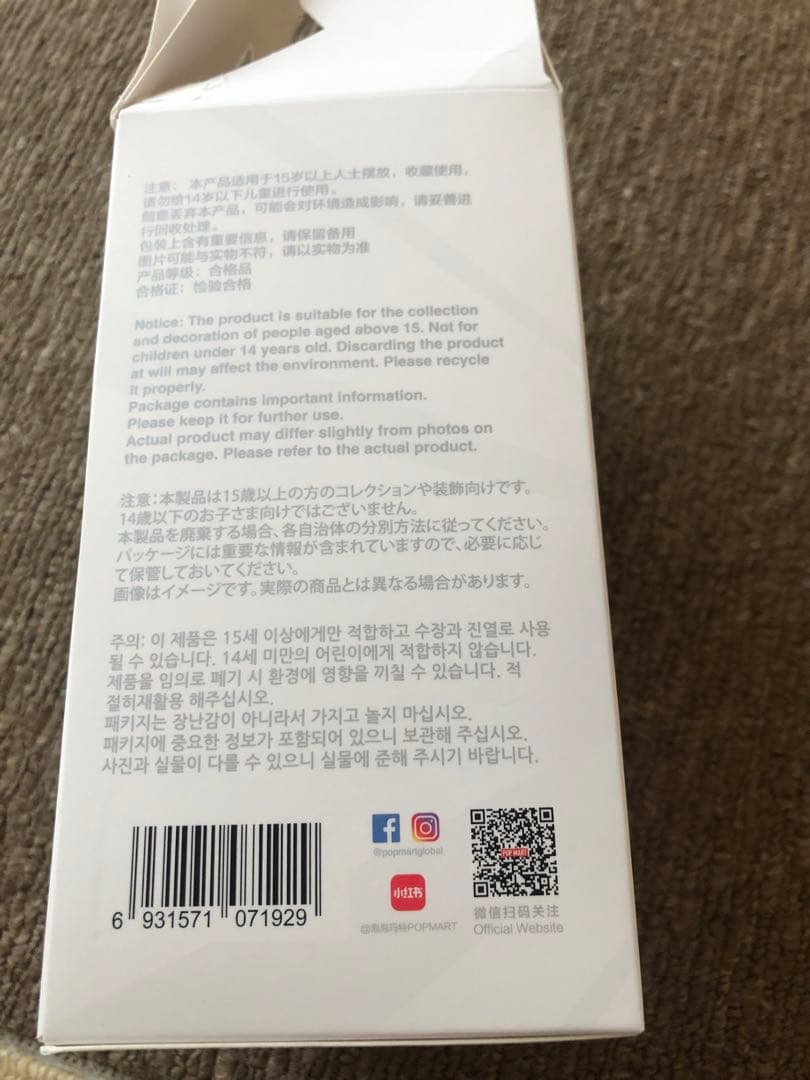 注意：本产品适用于15岁以上人士摆放，收藏使用，
请勿给14岁以下儿童进行使用。
随意丢弃本产品，可能会对环境造成影响，请妥善进
行回收处理。
包装上含有重要信息，请保留备用
图片可能与实物不符，请以实物为准
产品等级：合格品
合格证：检验合格
Notice: The product is suitable for the collection
and decoration of people aged above 15. Not for
children under 14 years old. Discarding the product
at will may affect the environment. Please recycle
it properly.
Package contains important information.
Please keep it for further use.
Actual product may differ slightly from photos on
the package. Please refer to the actual product.
注意：本製品は15歳以上の方のコレクションや装飾向けです。
14歳以下のお子さま向けではございません。
本製品を廃棄する場合、各自治体の分別方法に従ってください。
パッケージには重要な情報が含まれていますので、必要に応じ
て保管しておいてください。
画像はイメージです。実際の商品とは異なる場合があります。
주의: 이 제품은 15세 이상에게만 적합하고 수장과 진열로 사용
될 수 있습니다. 14세 미만의 어린이에게 적합하지 않습니다.
제품을 임의로 폐기 시 환경에 영향을 끼칠 수 있습니다. 적
절히재활용 해주십시오.
패키지는 장난감이 아니라서 가지고 놀지 마십시오.
패키지에 중요한 정보가 포함되어 있으니 보관해 주십시오.
사진과 실물이 다를 수 있으니 실물에 준해 주시기 바랍니다.
6 931571 071929
@popmartglobal
小红书
@泡泡玛特POPMART
POP MART
微信扫码关注
Official Website